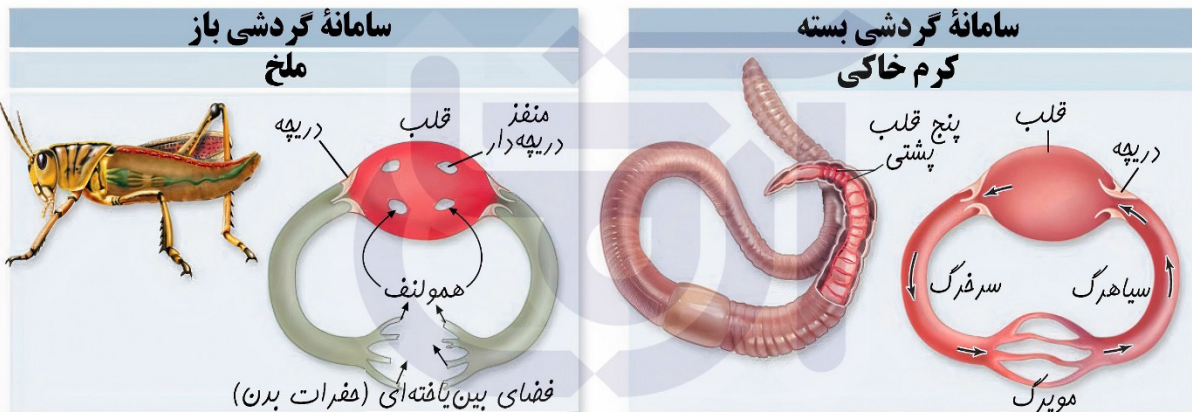 سامانهٔ گردشی بسته
کرم خاکی
پنج قلب
پشتی
قلب
دریچه
سرخرگ
سیاهرگ
مویرگ
سامانهٔ گردشی باز
ملخ
دریچه
قلب
منفز
دریچه‌دار
همولنف
فضای بین‌یاخته‌ای (حفرات بدن)